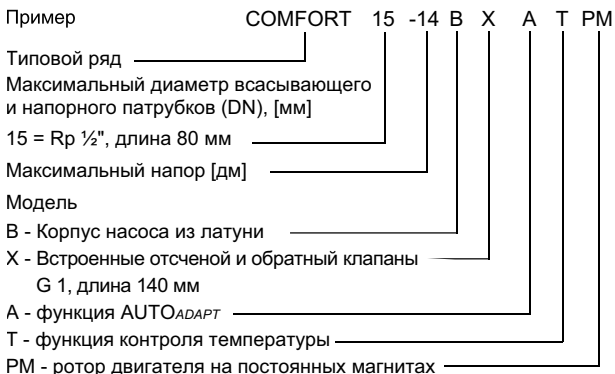 Пример COMFORT 15 -14 B X A T PM
Типовой ряд
Максимальный диаметр всасывающего
и напорного патрубков (DN), [мм]
15 = Rp ½", длина 80 мм
Максимальный напор [дм]
Модель
B - Корпус насоса из латуни
X - Встроенные отсченой и обратный клапаны
G 1, длина 140 мм
A - функция AUTOADAPT
T - функция контроля температуры
PM - ротор двигателя на постоянных магнитах